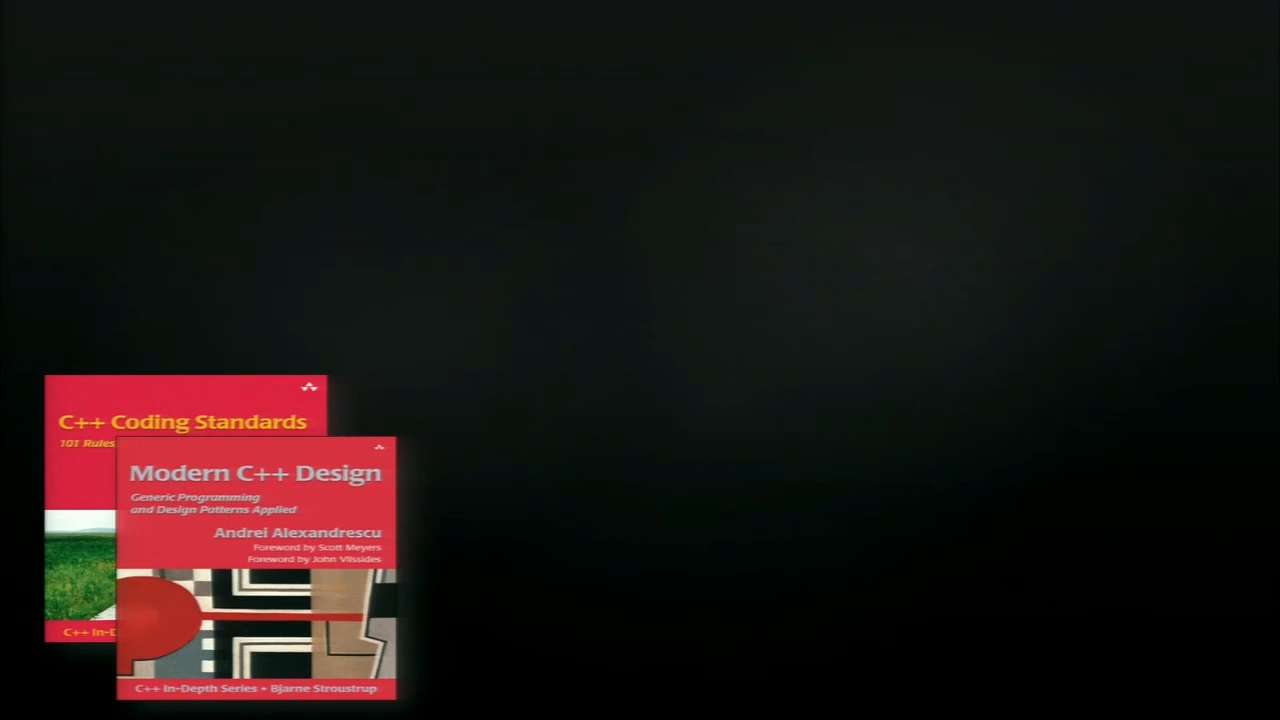 C++ Coding Standards
101 Rules
C++ In-D
Modern C++ Design
Generic Programming
and Design Patterns Applied
Andrei Alexandrescu
Foreword by Scott Meyers
Foreword by John Vlissides
C++ In-Depth Series • Bjarne Stroustrup